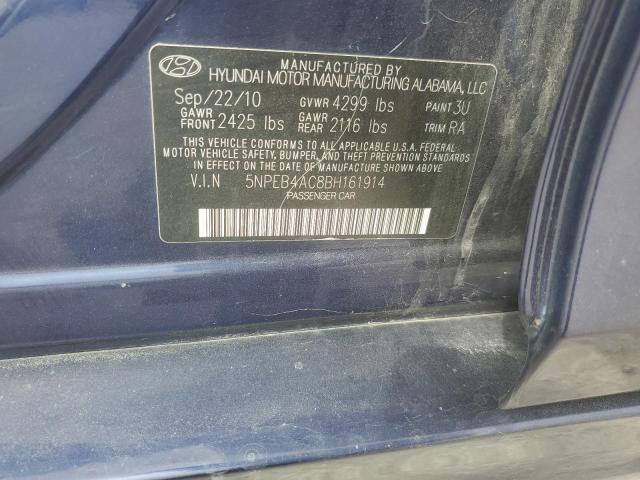 MANUFACTURED BY
HYUNDAI MOTOR MANUFACTURING ALABAMA, LLC
Sep/22/10 GVWR 4299 lbs PAINT 3U
GAWR FRONT 2425 lbs GAWR REAR 2116 lbs TRIM RA
THIS VEHICLE CONFORMS TO ALL APPLICABLE U.S.A. FEDERAL
MOTOR VEHICLE SAFETY, BUMPER, AND THEFT PREVENTION STANDARDS
IN EFFECT ON THE DATE OF MANUFACTURE SHOWN ABOVE.
V.I.N 5NPEB4AC8BH161914
PASSENGER CAR